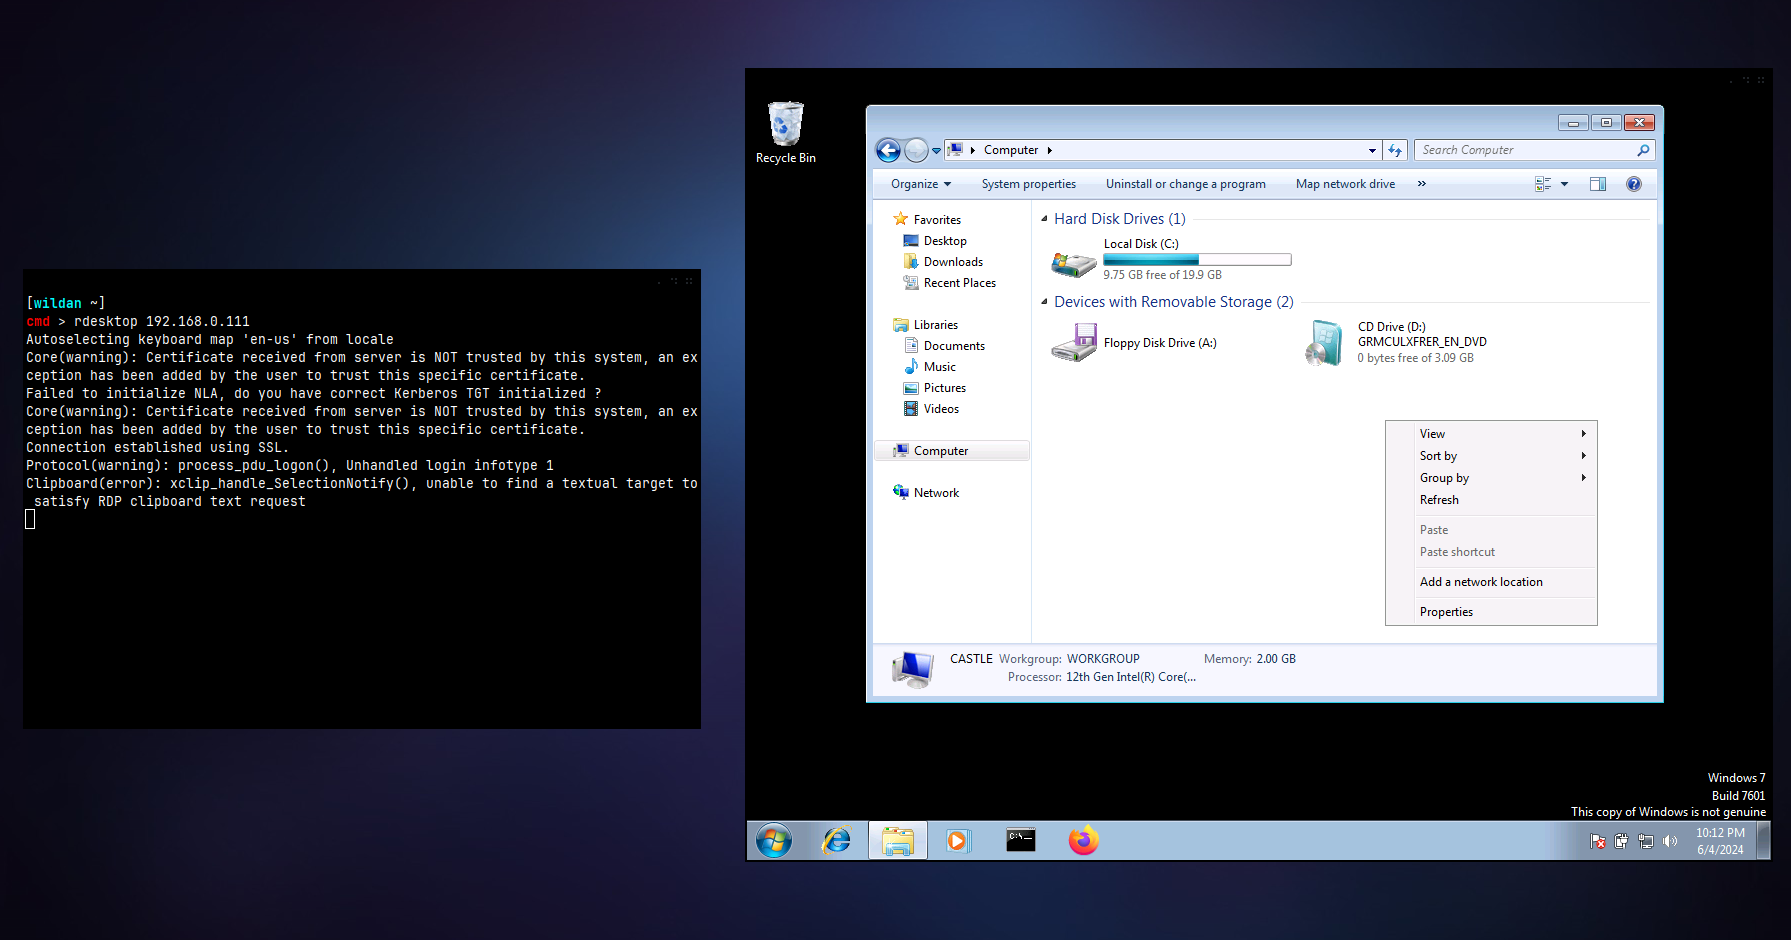 [wildan ~]
cmd > rdesktop 192.168.0.111
Autoselecting keyboard map 'en-us' from locale
Core(warning): Certificate received from server is NOT trusted by this system, an ex
ception has been added by the user to trust this specific certificate.
Failed to initialize NLA, do you have correct Kerberos TGT initialized ?
Core(warning): Certificate received from server is NOT trusted by this system, an ex
ception has been added by the user to trust this specific certificate.
Connection established using SSL.
Protocol(warning): process_pdu_logon(), Unhandled login infotype 1
Clipboard(error): xclip_handle_SelectionNotify(), unable to find a textual target to
 satisfy RDP clipboard text request
Recycle Bin
Computer
Search Computer
Organize
System properties
Uninstall or change a program
Map network drive
»
Favorites
Desktop
Downloads
Recent Places
Libraries
Documents
Music
Pictures
Videos
Computer
Network
Hard Disk Drives (1)
Local Disk (C:)
9.75 GB free of 19.9 GB
Devices with Removable Storage (2)
Floppy Disk Drive (A:)
CD Drive (D:)
GRMCULXFRER_EN_DVD
0 bytes free of 3.09 GB
View
Sort by
Group by
Refresh
Paste
Paste shortcut
Add a network location
Properties
CASTLE Workgroup: WORKGROUP Memory: 2.00 GB
Processor: 12th Gen Intel(R) Core(...
Windows 7
Build 7601
This copy of Windows is not genuine
C:\_
10:12 PM
6/4/2024